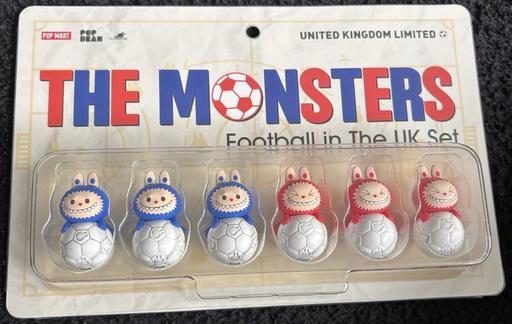 POP MART
POP BEAN
UNITED KINGDOM LIMITED
THE MONSTERS
Football in The UK Set